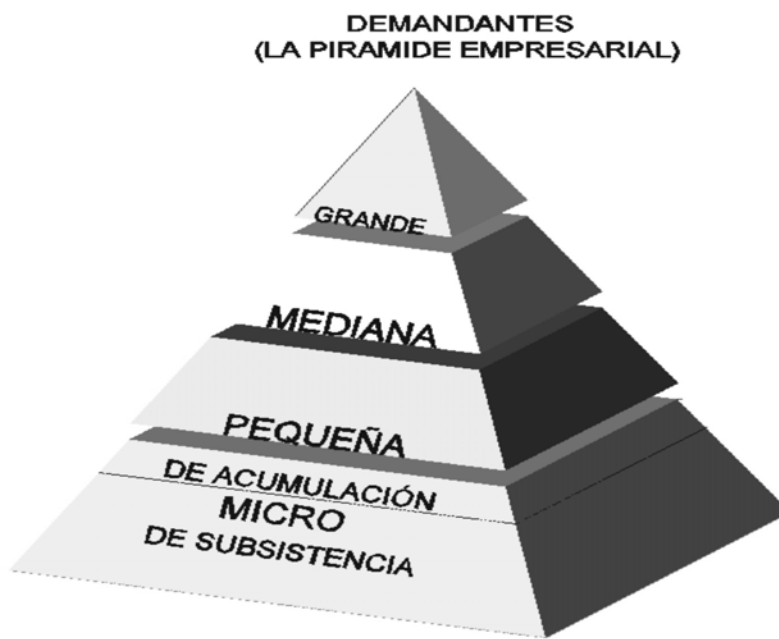 DEMANDANTES
(LA PIRAMIDE EMPRESARIAL)
GRANDE
MEDIANA
PEQUEÑA
DE ACUMULACIÓN
MICRO
DE SUBSISTENCIA